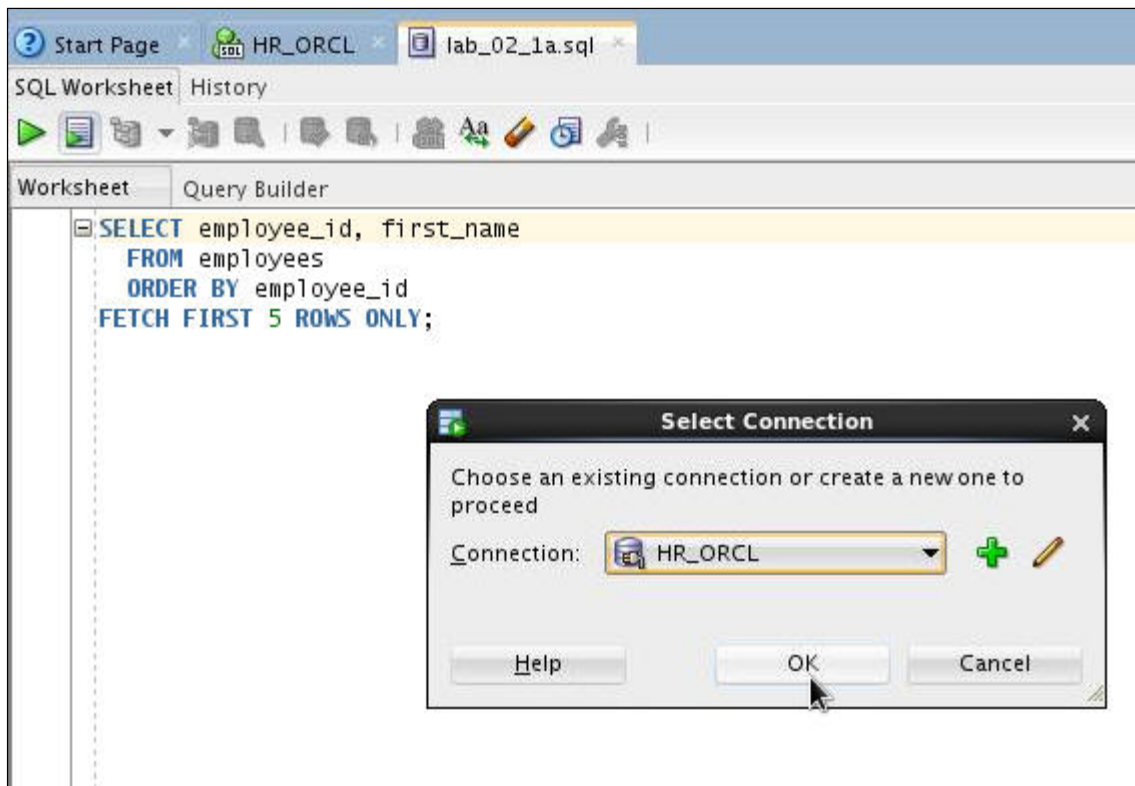 Start Page HR_ORCL lab_02_1a.sql
SQL Worksheet History
Aa
Worksheet Query Builder
SELECT employee_id, first_name
FROM employees
ORDER BY employee_id
FETCH FIRST 5 ROWS ONLY;
Select Connection
Choose an existing connection or create a new one to
proceed
Connection: HR_ORCL
Help OK Cancel